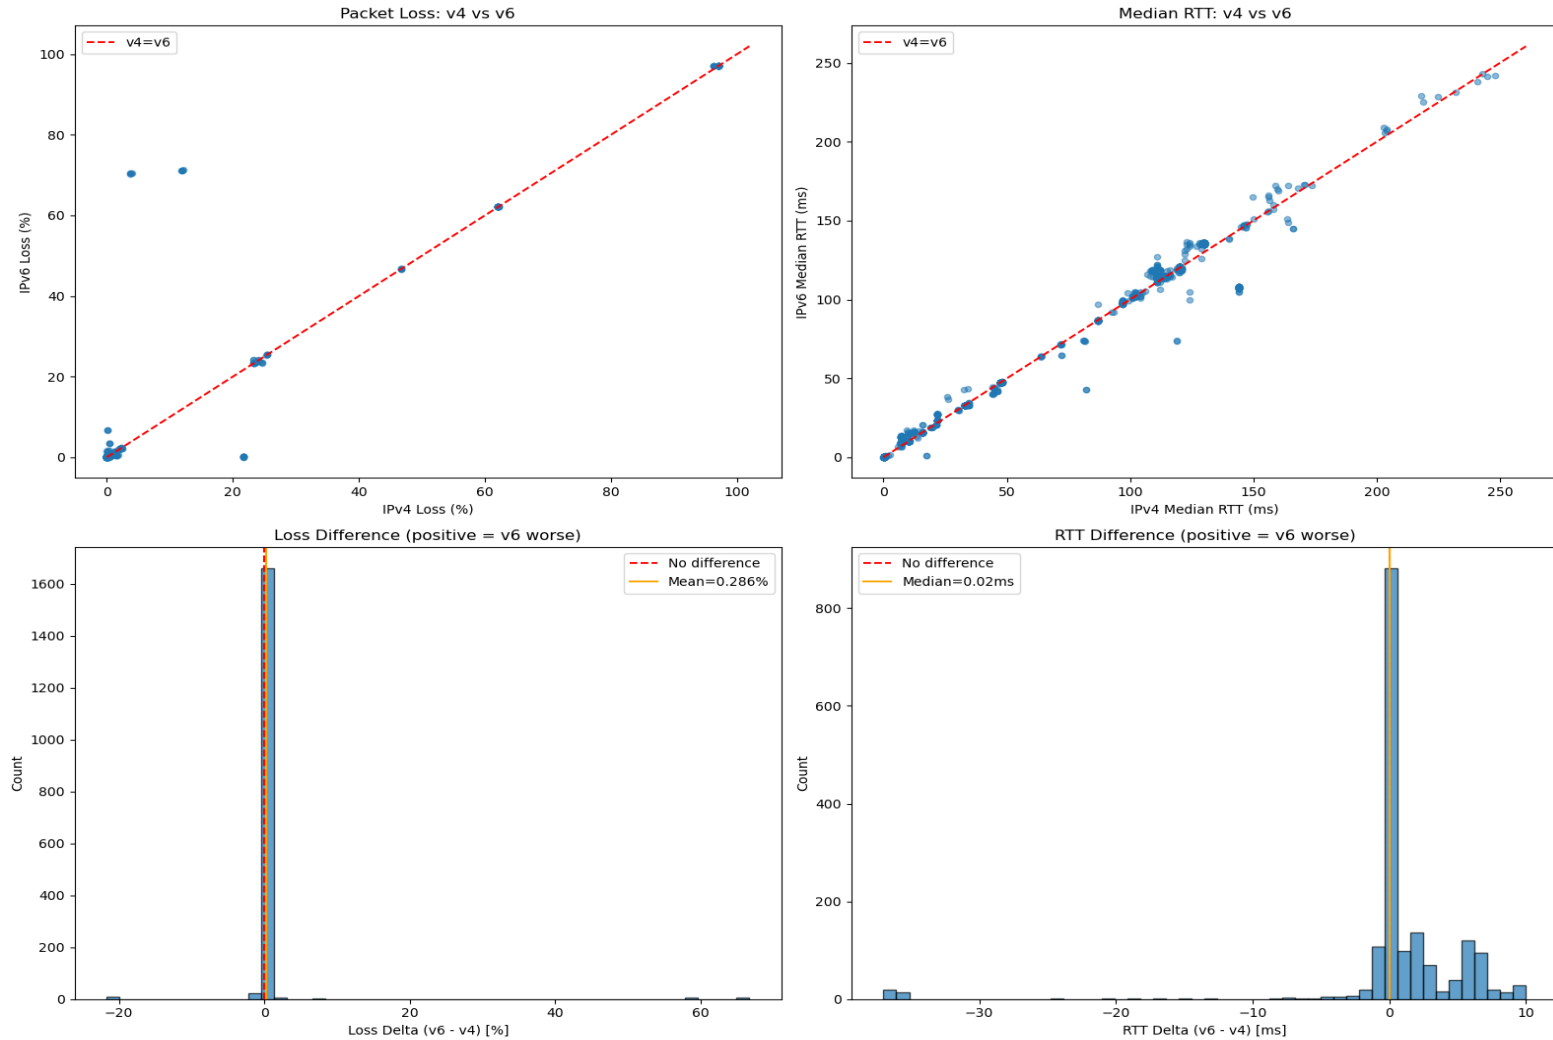 Packet Loss: v4 vs v6
v4=v6
IPv6 Loss (%)
100
80
60
40
20
0
0 20 40 60 80 100
IPv4 Loss (%)
Median RTT: v4 vs v6
v4=v6
IPv6 Median RTT (ms)
250
200
150
100
50
0
0 50 100 150 200 250
IPv4 Median RTT (ms)
Loss Difference (positive = v6 worse)
No difference
Mean=0.286%
Count
1600
1400
1200
1000
800
600
400
200
0
−20 0 20 40 60
Loss Delta (v6 - v4) [%]
RTT Difference (positive = v6 worse)
No difference
Median=0.02ms
Count
800
600
400
200
0
−30 −20 −10 0 10
RTT Delta (v6 - v4) [ms]